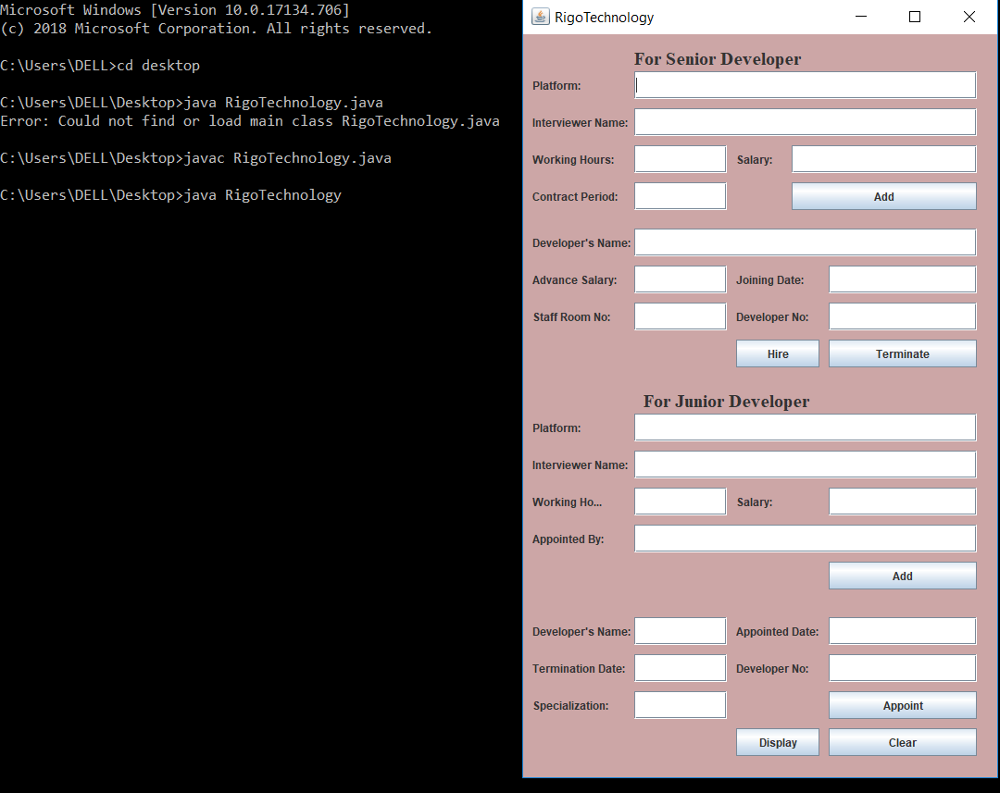 Microsoft Windows [Version 10.0.17134.706]
(c) 2018 Microsoft Corporation. All rights reserved.
C:\Users\DELL>cd desktop
C:\Users\DELL\Desktop>java RigoTechnology.java
Error: Could not find or load main class RigoTechnology.java
C:\Users\DELL\Desktop>javac RigoTechnology.java
C:\Users\DELL\Desktop>java RigoTechnology
RigoTechnology
For Senior Developer
Platform:
Interviewer Name:
Working Hours: Salary:
Contract Period: Add
Developer's Name:
Advance Salary: Joining Date:
Staff Room No: Developer No:
Hire Terminate
For Junior Developer
Platform:
Interviewer Name:
Working Ho... Salary:
Appointed By:
Add
Developer's Name: Appointed Date:
Termination Date: Developer No:
Specialization: Appoint
Display Clear